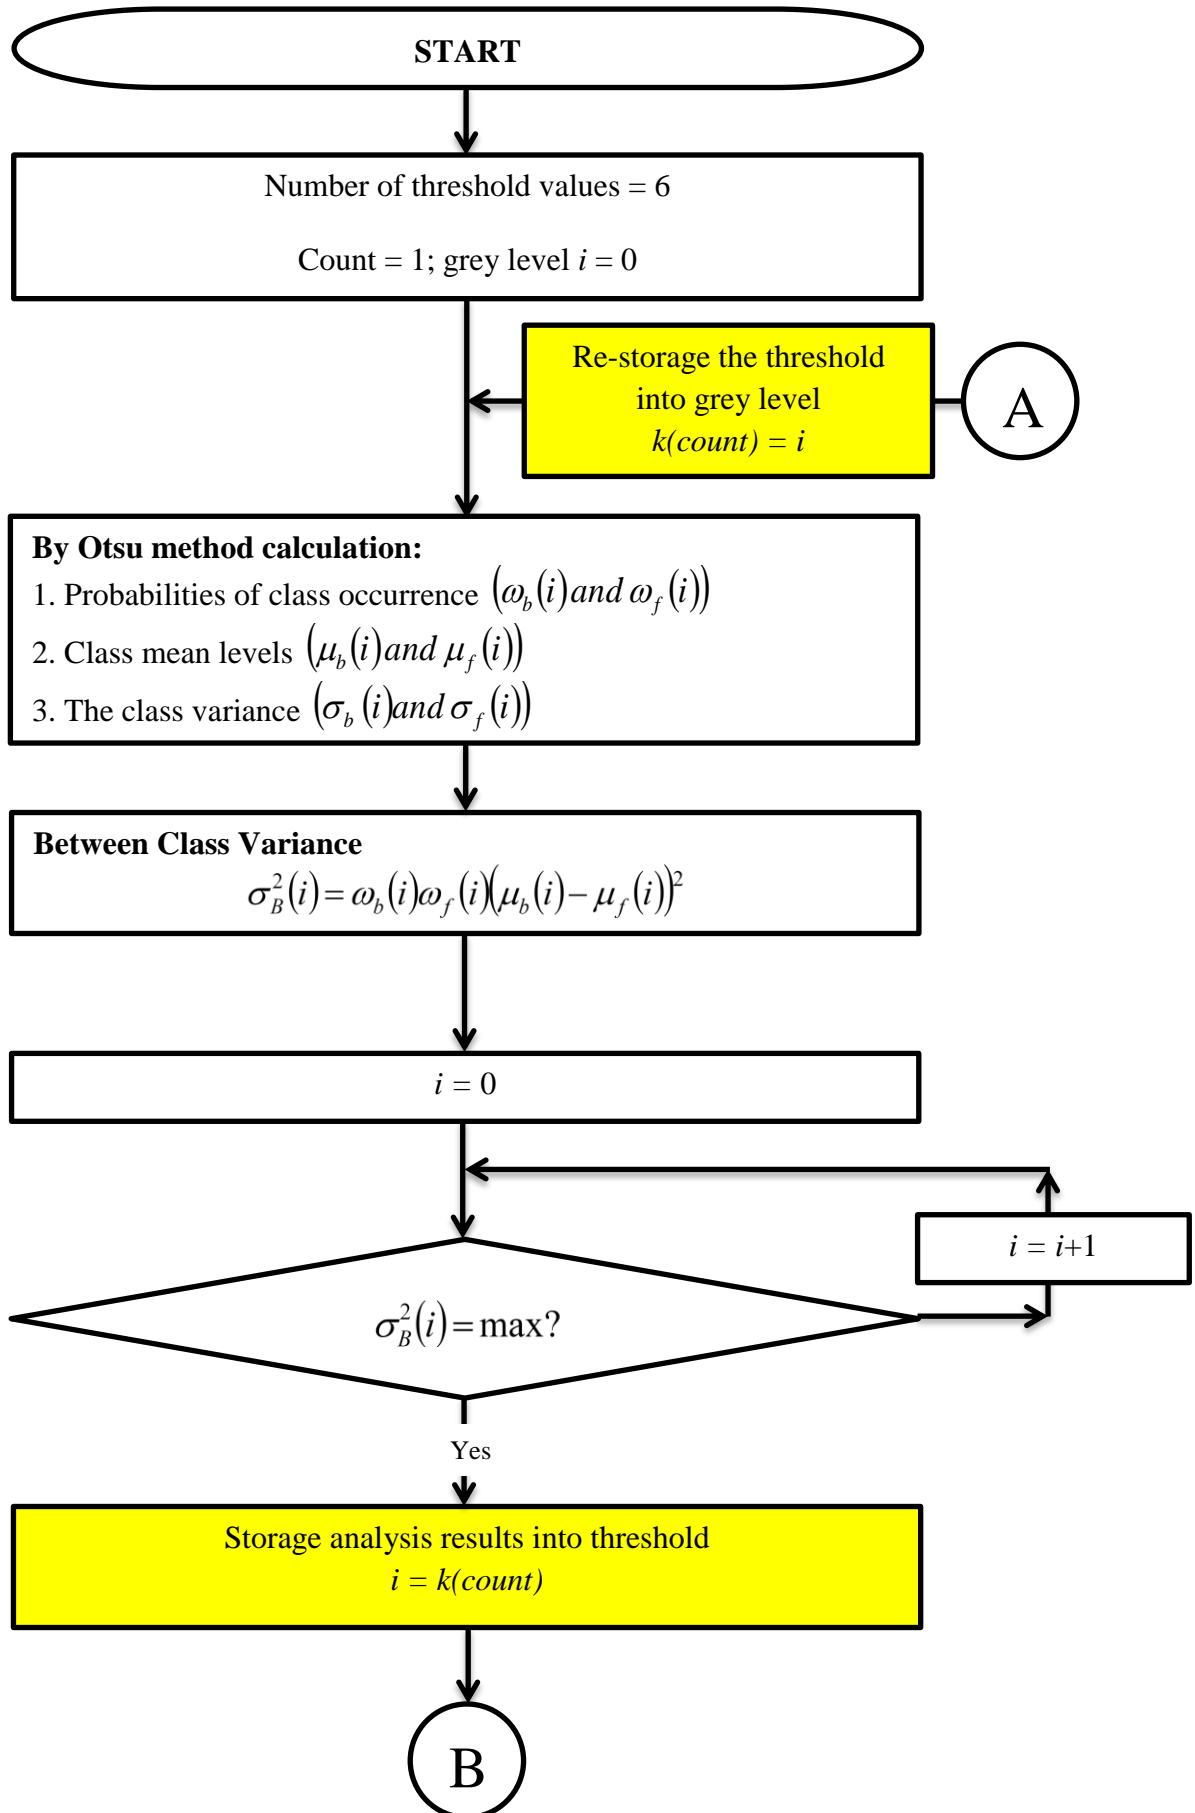 START
Number of threshold values = 6
Count = 1; grey level i = 0
Re-storage the threshold
into grey level
k(count) = i
A
By Otsu method calculation:
1. Probabilities of class occurrence (ω_b(i) and ω_f(i))
2. Class mean levels (μ_b(i) and μ_f(i))
3. The class variance (σ_b(i) and σ_f(i))
Between Class Variance
σ_B^2(i) = ω_b(i)ω_f(i)(μ_b(i) − μ_f(i))^2
i = 0
i = i+1
σ_B^2(i) = max?
Yes
Storage analysis results into threshold
i = k(count)
B